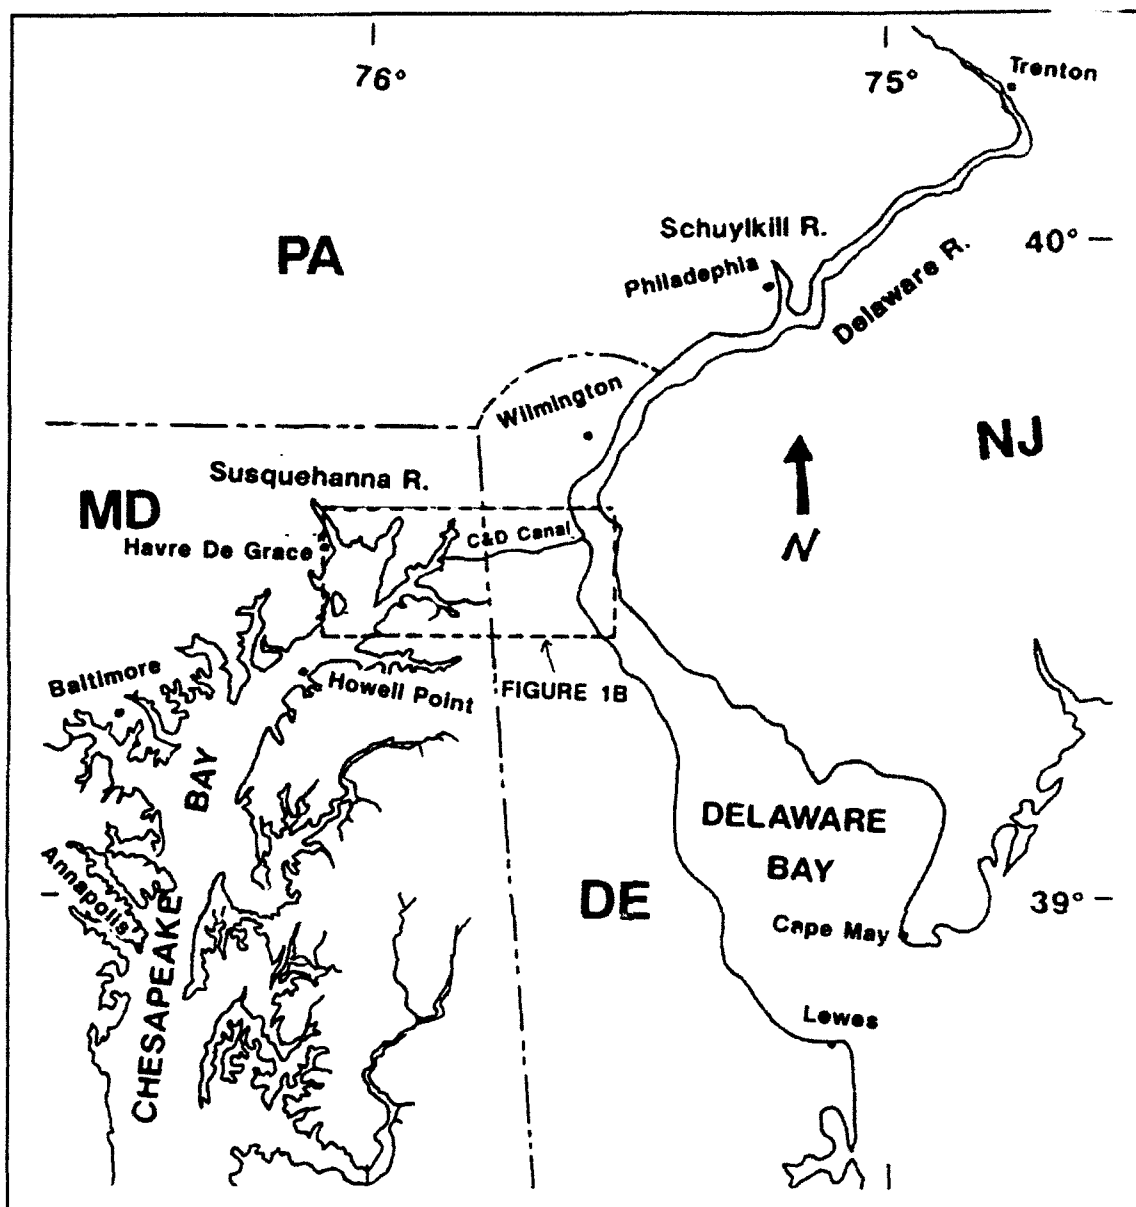 76°
75°
Trenton
Schuylkill R.
40°
PA
Philadephia
Delaware R.
Wilmington
NJ
Susquehanna R.
MD
C&D Canal
N
Havre De Grace
Baltimore
Howell Point
FIGURE 1B
BAY
DELAWARE
BAY
Annapolis
DE
39°
Cape May
CHESAPEAKE
Lewes